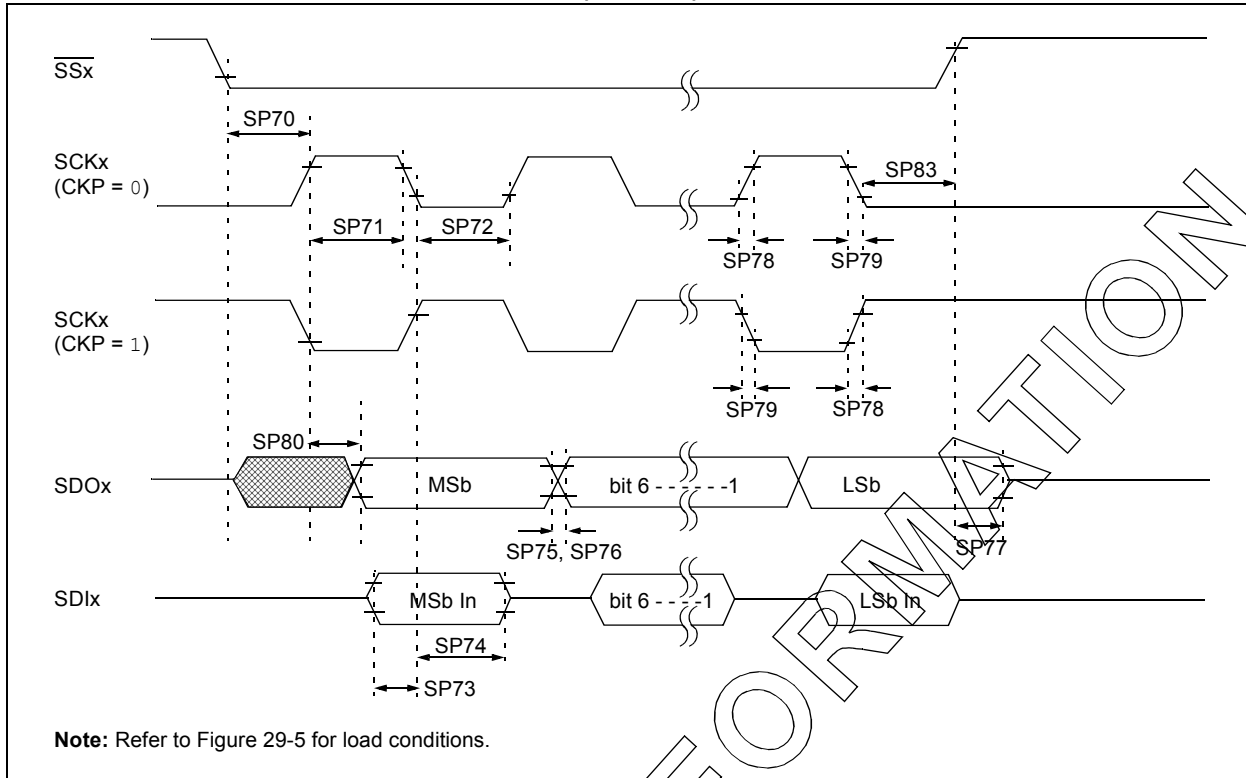 SSx
SP70
SCKx
(CKP = 0)
SP83
SP71
SP72
SP78
SP79
SCKx
(CKP = 1)
SP79
SP78
SP80
SDOx
MSb
bit 6 - - - - - -1
LSb
SP75, SP76
SP77
SDIx
MSb In
bit 6 - - - -1
LSb In
SP74
SP73
Note: Refer to Figure 29-5 for load conditions.
FORMATION